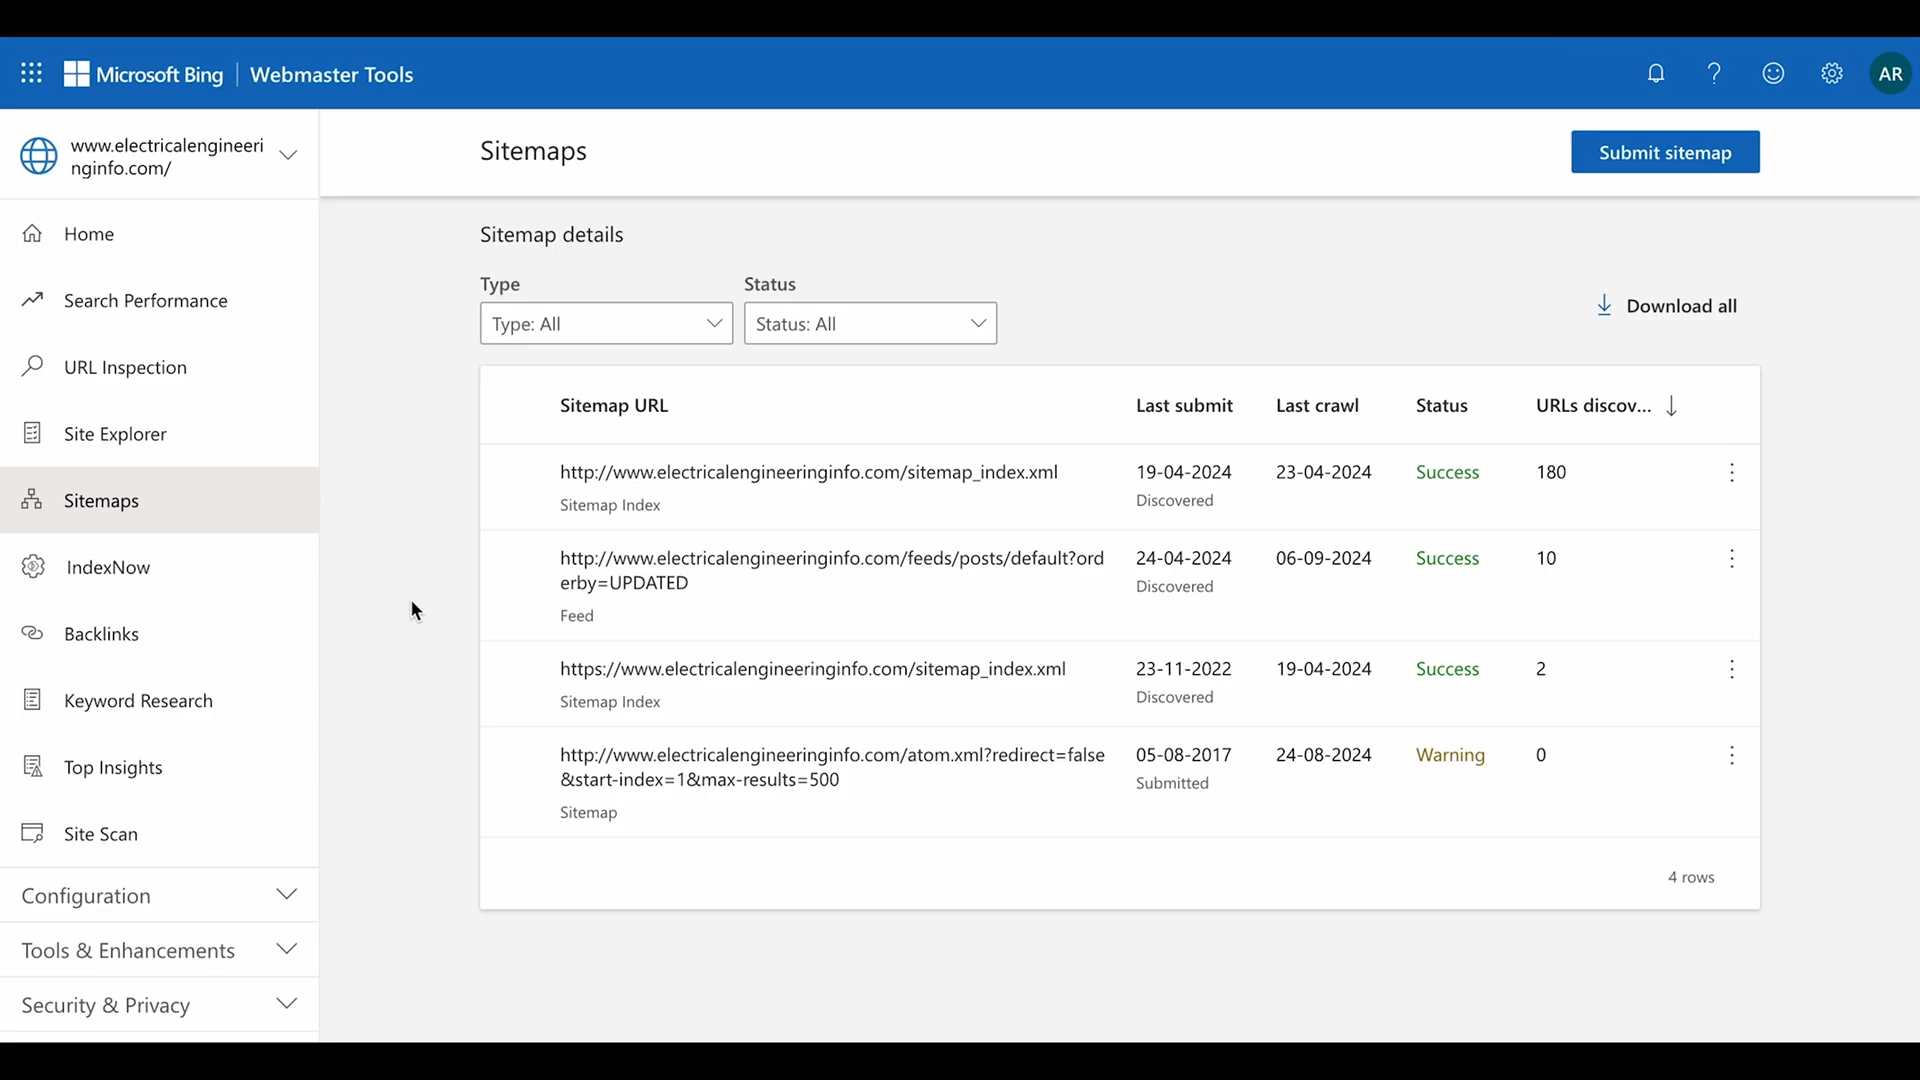 Microsoft Bing | Webmaster Tools
AR
www.electricalengineeri
nginfo.com/
Sitemaps
Submit sitemap
Home
Search Performance
URL Inspection
Site Explorer
Sitemaps
IndexNow
Backlinks
Keyword Research
Top Insights
Site Scan
Configuration
Tools & Enhancements
Security & Privacy
Sitemap details
Type Status
Type: All Status: All
Download all
Sitemap URL Last submit Last crawl Status URLs discov...
http://www.electricalengineeringinfo.com/sitemap_index.xml 19-04-2024 23-04-2024 Success 180
Discovered
Sitemap Index
http://www.electricalengineeringinfo.com/feeds/posts/default?ord 24-04-2024 06-09-2024 Success 10
erby=UPDATED Discovered
Feed
https://www.electricalengineeringinfo.com/sitemap_index.xml 23-11-2022 19-04-2024 Success 2
Discovered
Sitemap Index
http://www.electricalengineeringinfo.com/atom.xml?redirect=false 05-08-2017 24-08-2024 Warning 0
&start-index=1&max-results=500 Submitted
Sitemap
4 rows